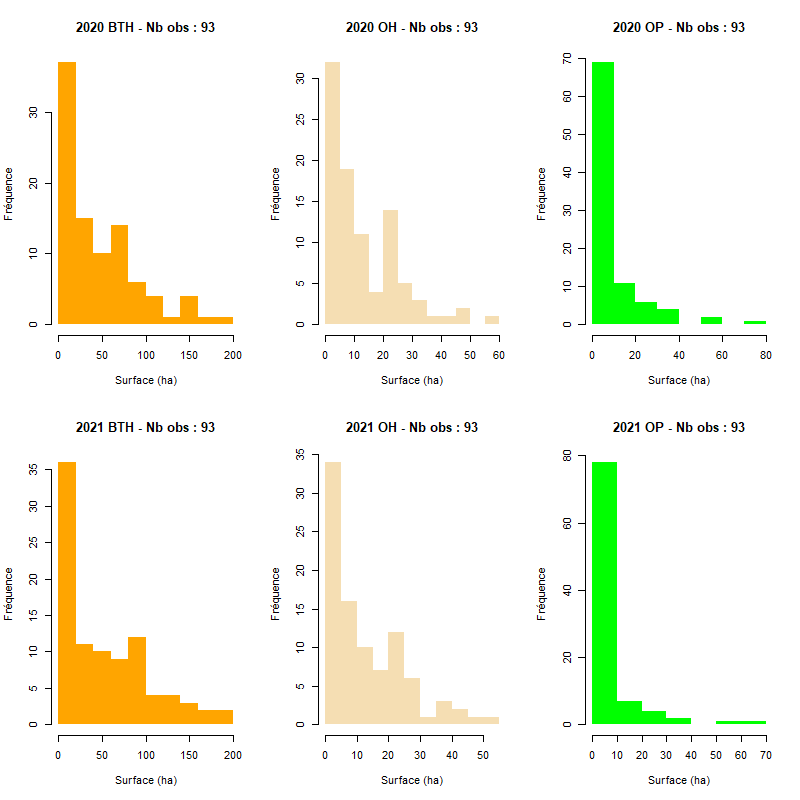 2020 BTH - Nb obs : 93
Fréquence
0 10 20 30
0 50 100 150 200
Surface (ha)
2020 OH - Nb obs : 93
Fréquence
0 5 10 15 20 25 30
0 10 20 30 40 50 60
Surface (ha)
2020 OP - Nb obs : 93
Fréquence
0 10 20 30 40 50 60 70
0 20 40 60 80
Surface (ha)
2021 BTH - Nb obs : 93
Fréquence
0 5 10 15 20 25 30 35
0 50 100 150 200
Surface (ha)
2021 OH - Nb obs : 93
Fréquence
0 5 10 15 20 25 30 35
0 10 20 30 40 50
Surface (ha)
2021 OP - Nb obs : 93
Fréquence
0 20 40 60 80
0 10 20 30 40 50 60 70
Surface (ha)